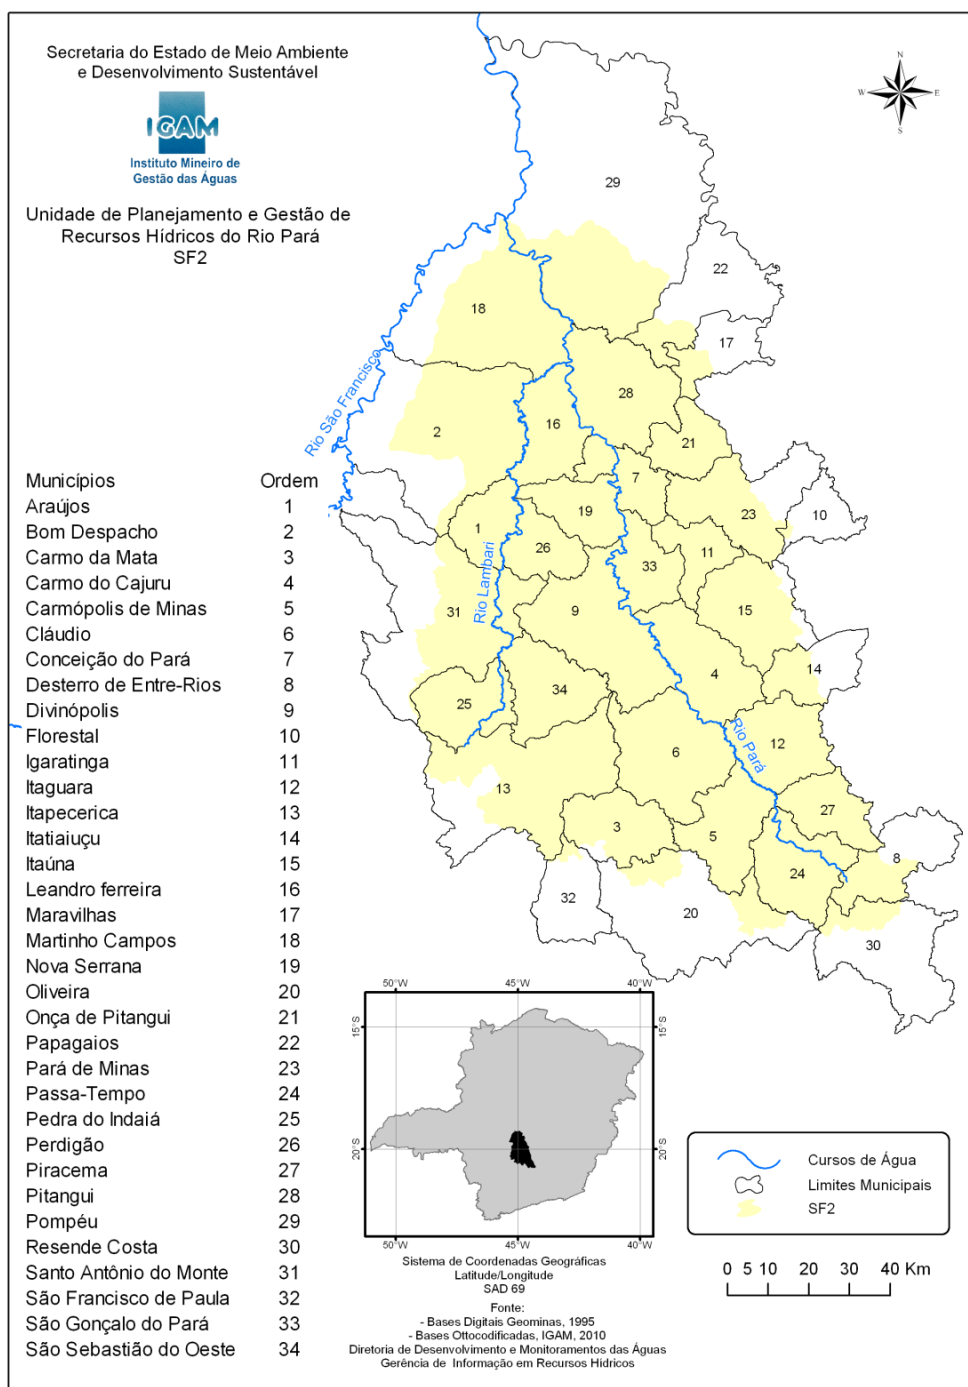 Secretaria do Estado de Meio Ambiente
e Desenvolvimento Sustentável
IGAM
Instituto Mineiro de
Gestão das Águas
Unidade de Planejamento e Gestão de
Recursos Hídricos do Rio Pará
SF2
N
W
E
S
29
22
18
17
Rio São Francisco
28
2
16
21
7
23
10
19
1
26
11
33
Rio Lambari
31
9
15
4
14
34
25
Rio Pará
12
6
13
27
3
5
8
24
32
20
30
Municípios Ordem
Araújos 1
Bom Despacho 2
Carmo da Mata 3
Carmo do Cajuru 4
Carmópolis de Minas 5
Cláudio 6
Conceição do Pará 7
Desterro de Entre-Rios 8
Divinópolis 9
Florestal 10
Igaratinga 11
Itaguara 12
Itapecerica 13
Itatiaiuçu 14
Itaúna 15
Leandro ferreira 16
Maravilhas 17
Martinho Campos 18
Nova Serrana 19
Oliveira 20
Onça de Pitangui 21
Papagaios 22
Pará de Minas 23
Passa-Tempo 24
Pedra do Indaiá 25
Perdigão 26
Piracema 27
Pitangui 28
Pompéu 29
Resende Costa 30
Santo Antônio do Monte 31
São Francisco de Paula 32
São Gonçalo do Pará 33
São Sebastião do Oeste 34
50°W 45°W 40°W
15°S 15°S
20°S 20°S
50°W 45°W 40°W
Sistema de Coordenadas Geográficas
Latitude/Longitude
SAD 69
Fonte:
- Bases Digitais Geominas, 1995
- Bases Ottocodificadas, IGAM, 2010
Diretoria de Desenvolvimento e Monitoramentos das Águas
Gerência de Informação em Recursos Hídricos
Cursos de Água
Limites Municipais
SF2
0 5 10 20 30 40 Km